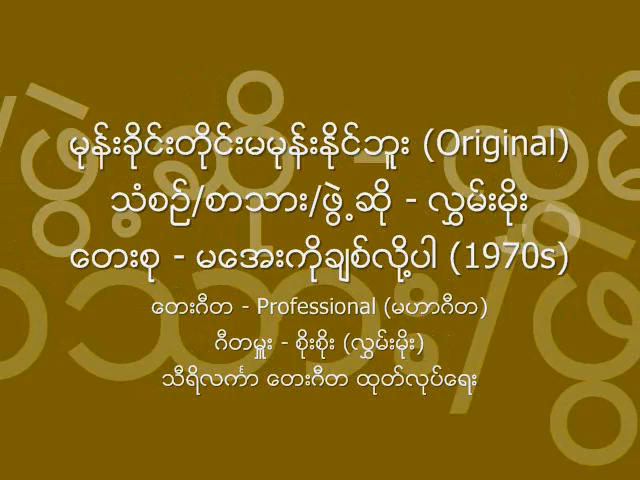 မုန်းခိုင်းတိုင်းမမုန်းနိုင်ဘူး (Original)
သံစဉ်/စာသား/ဖွဲ့ဆို - လွှမ်းမိုး
တေးစု - မအေးကိုချစ်လို့ပါ (1970s)
တေးဂီတ - Professional (မဟာဂီတ)
ဂီတမှူး - စိုးစိုး (လွှမ်းမိုး)
သီရိလင်္ကာ တေးဂီတ ထုတ်လုပ်ရေး